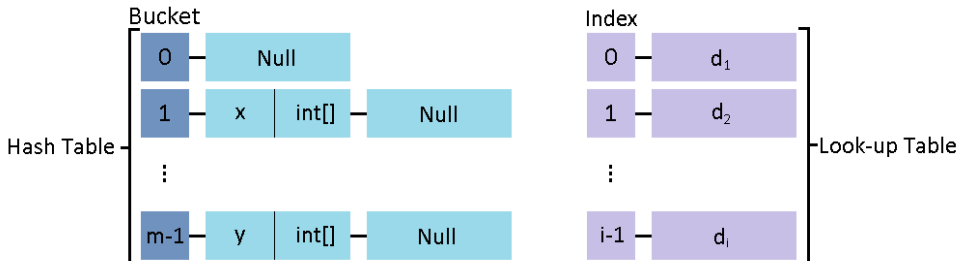 Bucket
Index
0
Null
0
d₁
1
x
int[]
Null
1
d₂
Hash Table
Look-up Table
⋮
⋮
m-1
y
int[]
Null
i-1
dᵢ